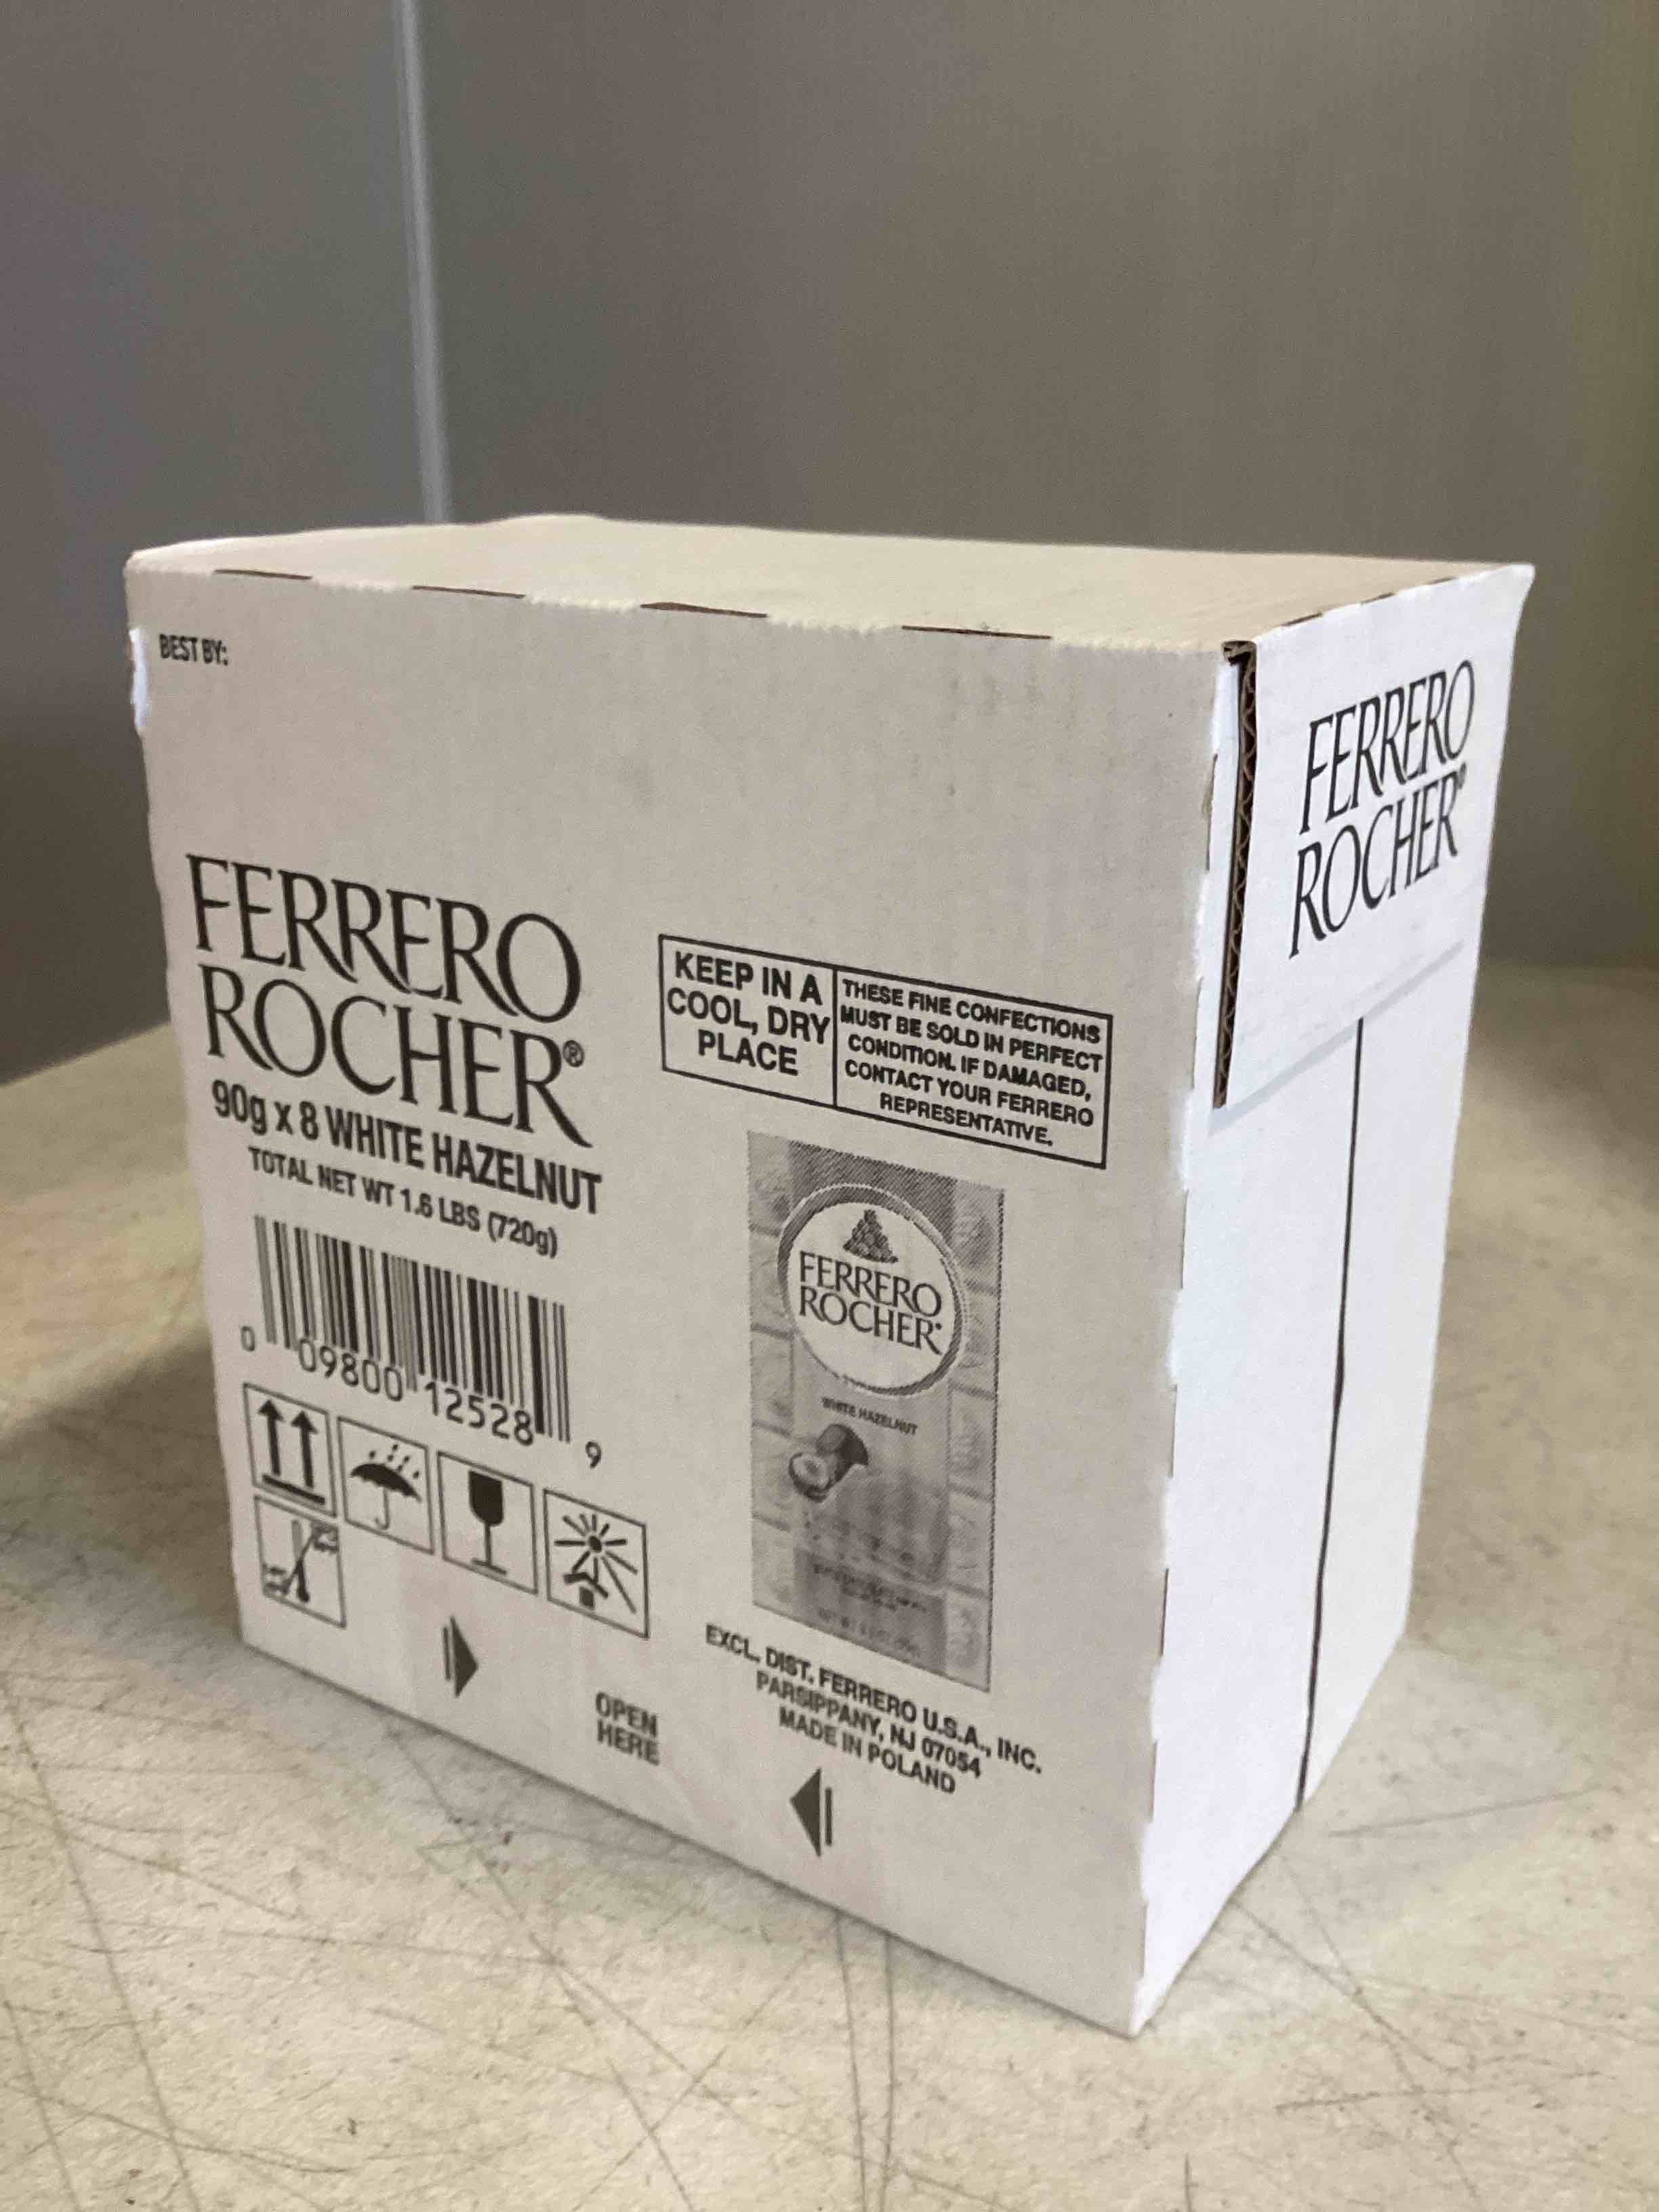 BEST BY:
FERRERO
ROCHER®
90g x 8 WHITE HAZELNUT
TOTAL NET WT 1.6 LBS (720g)
0 09800 12528 9
KEEP IN A
COOL, DRY
PLACE
THESE FINE CONFECTIONS
MUST BE SOLD IN PERFECT
CONDITION. IF DAMAGED,
CONTACT YOUR FERRERO
REPRESENTATIVE.
FERRERO
ROCHER
WHITE HAZELNUT
EXCL. DIST. FERRERO U.S.A., INC.
PARSIPPANY, NJ 07054
MADE IN POLAND
OPEN
HERE
FERRERO
ROCHER®